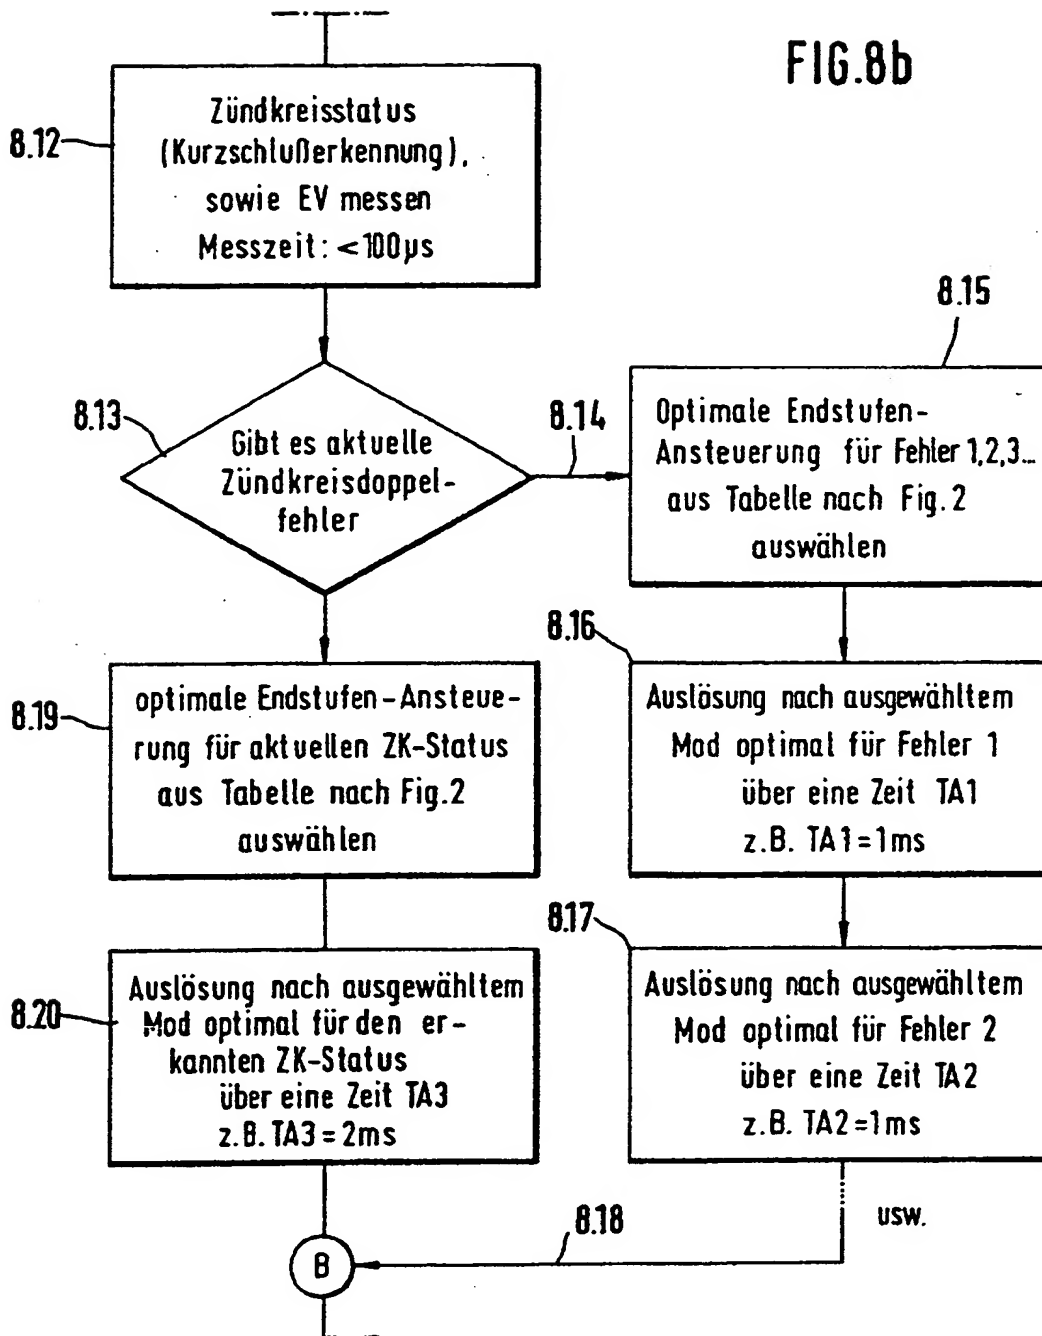 FIG.8b
8.12
Zündkreisstatus
(Kurzschlußerkennung),
sowie EV messen
Messzeit: <100µs
8.13
Gibt es aktuelle
Zündkreisdoppel-
fehler
8.14
8.15
Optimale Endstufen-
Ansteuerung für Fehler 1,2,3...
aus Tabelle nach Fig.2
auswählen
8.16
Auslösung nach ausgewähltem
Mod optimal für Fehler 1
über eine Zeit TA1
z.B. TA1=1ms
8.17
Auslösung nach ausgewähltem
Mod optimal für Fehler 2
über eine Zeit TA2
z.B. TA2=1ms
usw.
8.18
8.19
optimale Endstufen-Ansteue-
rung für aktuellen ZK-Status
aus Tabelle nach Fig.2
auswählen
8.20
Auslösung nach ausgewähltem
Mod optimal für den er-
kannten ZK-Status
über eine Zeit TA3
z.B. TA3=2ms
B